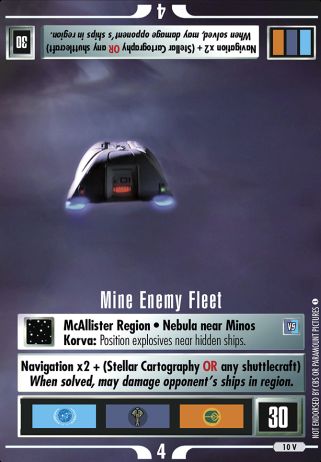 4
Navigation x2 + (Stellar Cartography OR any shuttlecraft)
When solved, may damage opponent's ships in region.
30
01
Mine Enemy Fleet
McAllister Region • Nebula near Minos
VS
Korva: Position explosives near hidden ships.
Navigation x2 + (Stellar Cartography OR any shuttlecraft)
When solved, may damage opponent's ships in region.
30
4
10 V
NOT ENDORSED BY CBS OR PARAMOUNT PICTURES